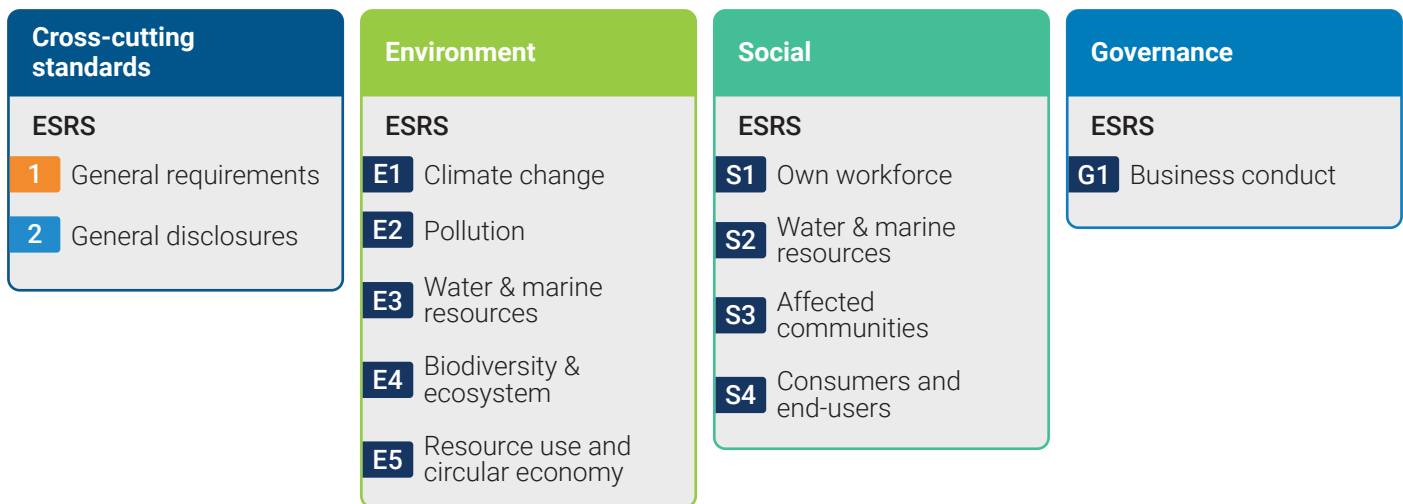 Cross-cutting
standards
ESRS
1 General requirements
2 General disclosures
Environment
ESRS
E1 Climate change
E2 Pollution
E3 Water & marine
resources
E4 Biodiversity &
ecosystem
E5 Resource use and
circular economy
Social
ESRS
S1 Own workforce
S2 Water & marine
resources
S3 Affected
communities
S4 Consumers and
end-users
Governance
ESRS
G1 Business conduct